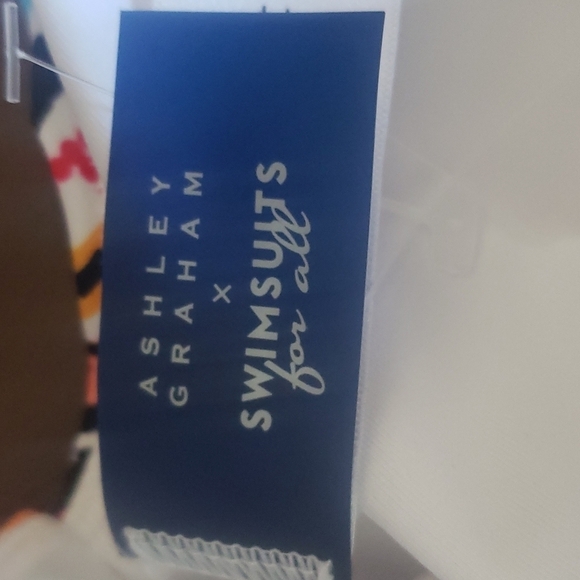 ASHLEY
GRAHAM
×
SWIMSUITS
for all